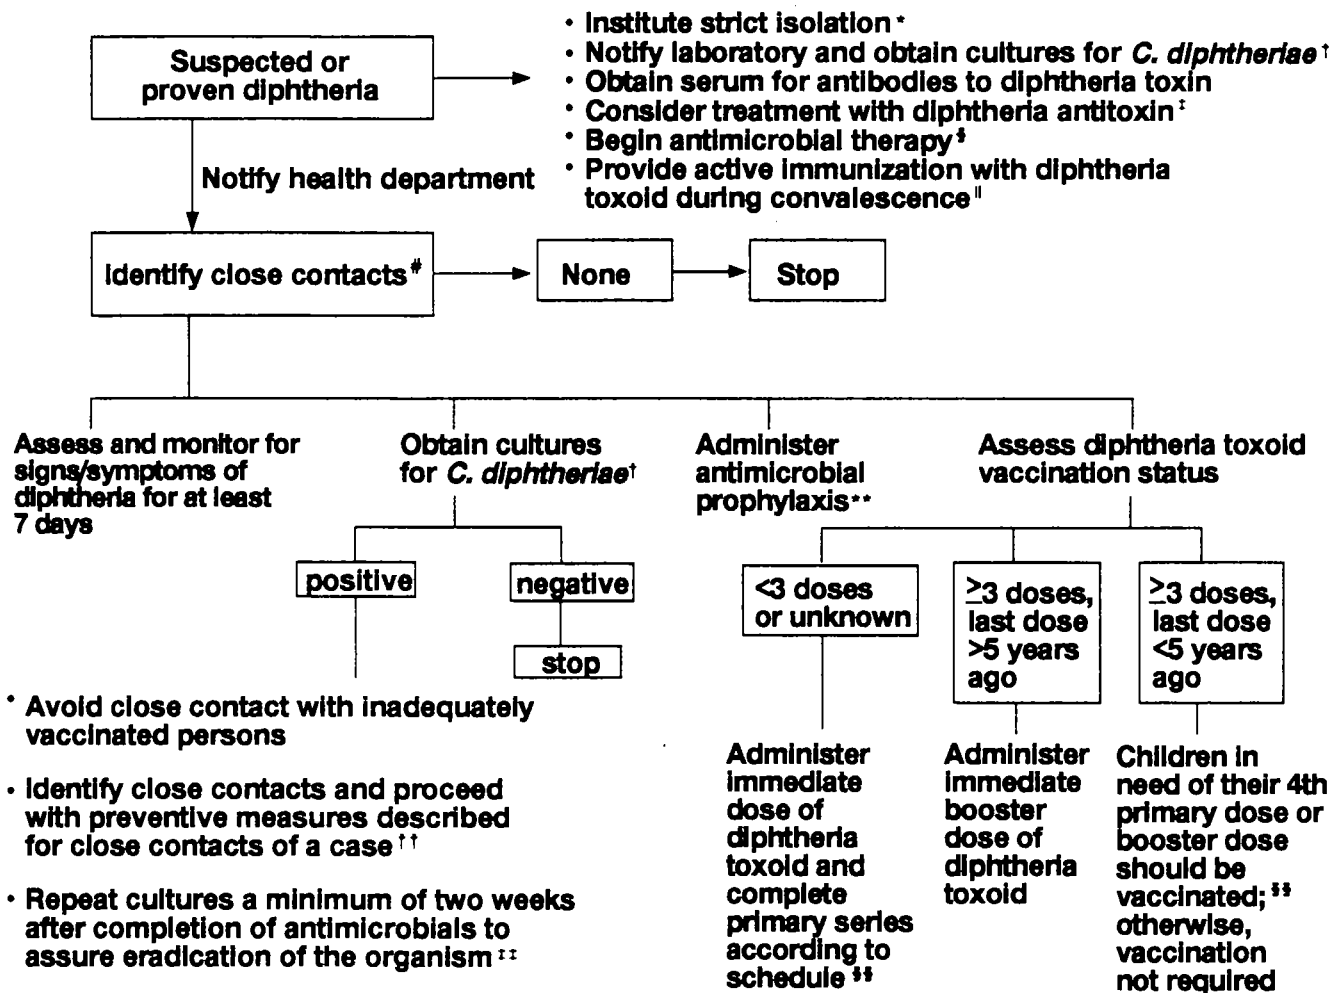 Suspected or
proven diphtheria
• Institute strict isolation*
• Notify laboratory and obtain cultures for C. diphtheriae†
• Obtain serum for antibodies to diphtheria toxin
• Consider treatment with diphtheria antitoxin‡
• Begin antimicrobial therapy§
• Provide active immunization with diphtheria
toxoid during convalescence||
Notify health department
Identify close contacts#
None
Stop
Assess and monitor for
signs/symptoms of
diphtheria for at least
7 days
Obtain cultures
for C. diphtheriae†
positive
negative
stop
• Avoid close contact with inadequately
vaccinated persons
• Identify close contacts and proceed
with preventive measures described
for close contacts of a case††
• Repeat cultures a minimum of two weeks
after completion of antimicrobials to
assure eradication of the organism‡‡
Administer
antimicrobial
prophylaxis**
Assess diphtheria toxoid
vaccination status
<3 doses
or unknown
≥3 doses,
last dose
>5 years
ago
≥3 doses,
last dose
<5 years
ago
Administer
immediate
dose of
diphtheria
toxoid and
complete
primary series
according to
schedule §§
Administer
immediate
booster
dose of
diphtheria
toxoid
Children in
need of their 4th
primary dose or
booster dose
should be
vaccinated;§§
otherwise,
vaccination
not required